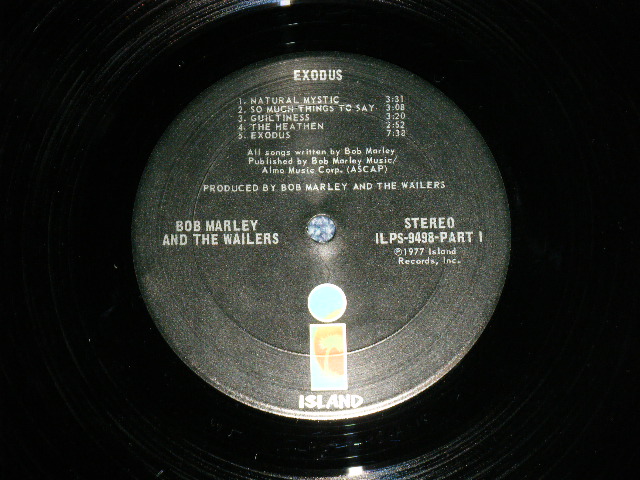 EXODUS
1. NATURAL MYSTIC 3:31
2. SO MUCH THINGS TO SAY 3:08
3. GUILTINESS 3:20
4. THE HEATHEN 2:52
5. EXODUS 7:38
All songs written by Bob Marley
Published by Bob Marley Music/
Almo Music Corp. (ASCAP)
PRODUCED BY BOB MARLEY AND THE WAILERS
BOB MARLEY
AND THE WAILERS
STEREO
ILPS-9498-PART 1
℗1977 Island
Records, Inc.
ISLAND